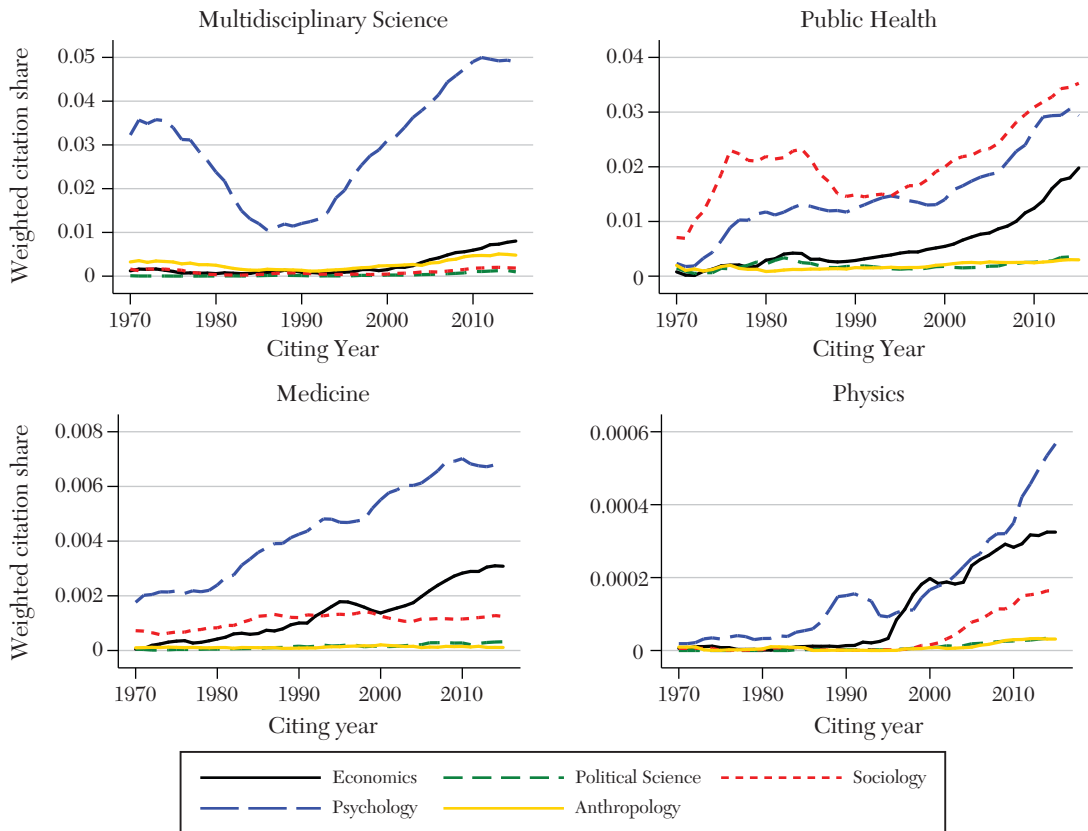 Multidisciplinary Science
Weighted citation share
0.05
0.04
0.03
0.02
0.01
0
1970 1980 1990 2000 2010
Citing Year
Public Health
0.04
0.03
0.02
0.01
0
1970 1980 1990 2000 2010
Citing Year
Medicine
Weighted citation share
0.008
0.006
0.004
0.002
0
1970 1980 1990 2000 2010
Citing year
Physics
0.0006
0.0004
0.0002
0
1970 1980 1990 2000 2010
Citing year
Economics Political Science Sociology
Psychology Anthropology